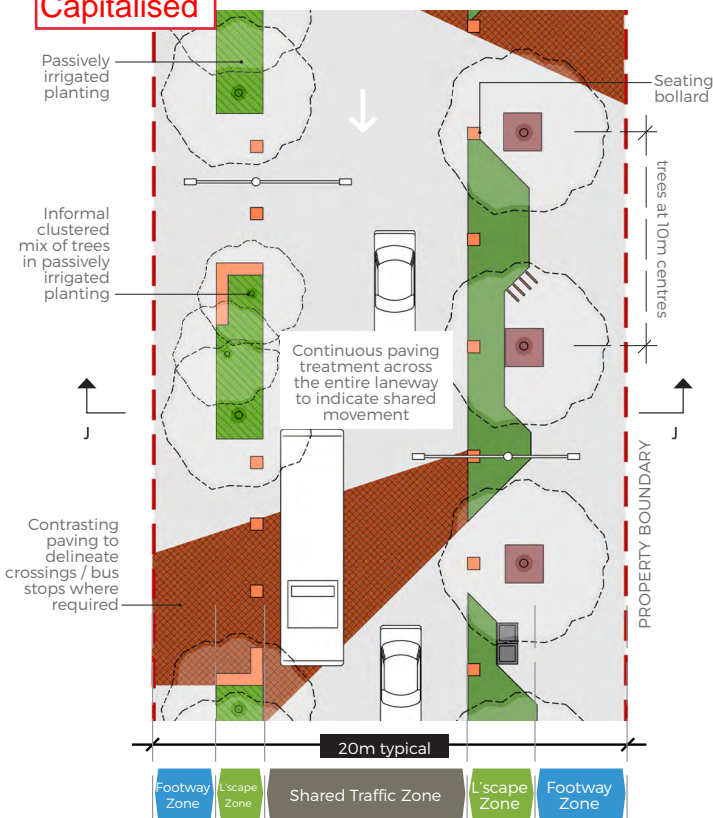 Capitalised
Passively
irrigated
planting
Seating
bollard
trees at 10m centres
Informal
clustered
mix of trees
in passively
irrigated
planting
Continuous paving
treatment across
the entire laneway
to indicate shared
movement
J
J
Contrasting
paving to
delineate
crossings / bus
stops where
required
PROPERTY BOUNDARY
20m typical
Footway
Zone
L'scape
Zone
Shared Traffic Zone
L'scape
Zone
Footway
Zone